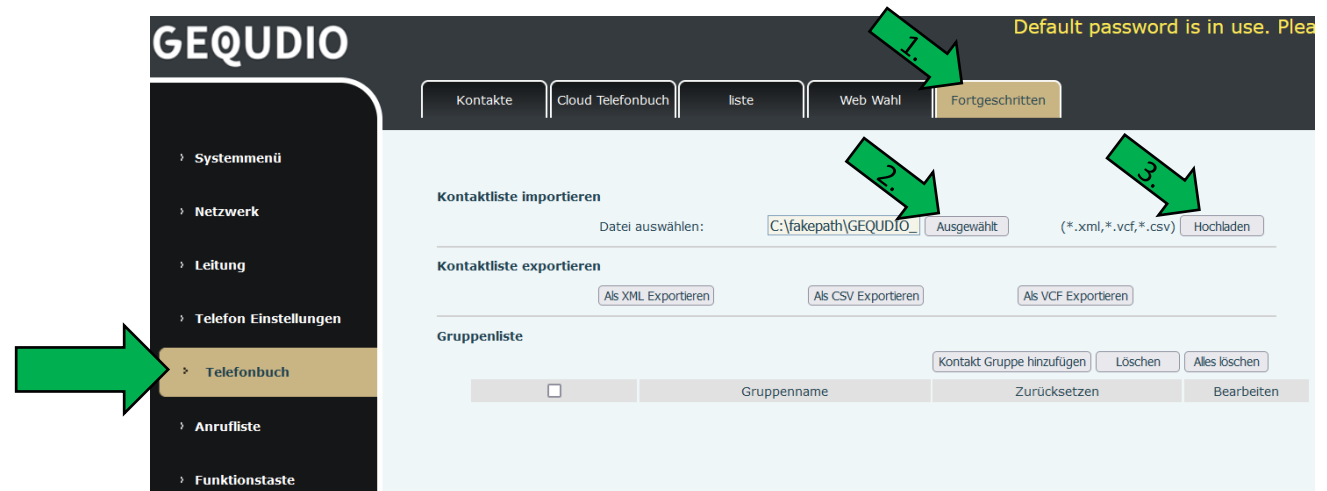 GEQUDIO
Default password is in use. Plea
1.
Kontakte
Cloud Telefonbuch
liste
Web Wahl
Fortgeschritten
Systemmenü
Netzwerk
Leitung
Telefon Einstellungen
Telefonbuch
Anrufliste
Funktionstaste
2.
3.
Kontaktliste importieren
Datei auswählen: C:\fakepath\GEQUDIO_ Ausgewählt (*.xml,*.vcf,*.csv) Hochladen
Kontaktliste exportieren
Als XML Exportieren Als CSV Exportieren Als VCF Exportieren
Gruppenliste
Kontakt Gruppe hinzufügen Löschen Alles löschen
Gruppenname Zurücksetzen Bearbeiten